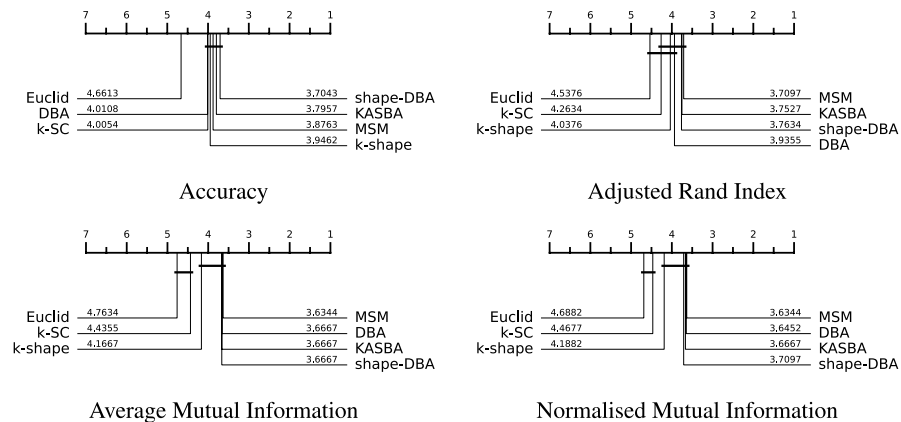 7 6 5 4 3 2 1
Euclid 4.6613 3.7043 shape-DBA
DBA 4.0108 3.7957 KASBA
k-SC 4.0054 3.8763 MSM
3.9462 k-shape
Accuracy
7 6 5 4 3 2 1
Euclid 4.5376 3.7097 MSM
k-SC 4.2634 3.7527 KASBA
k-shape 4.0376 3.7634 shape-DBA
3.9355 DBA
Adjusted Rand Index
7 6 5 4 3 2 1
Euclid 4.7634 3.6344 MSM
k-SC 4.4355 3.6667 DBA
k-shape 4.1667 3.6667 KASBA
3.6667 shape-DBA
Average Mutual Information
7 6 5 4 3 2 1
Euclid 4.6882 3.6344 MSM
k-SC 4.4677 3.6452 DBA
k-shape 4.1882 3.6667 KASBA
3.7097 shape-DBA
Normalised Mutual Information